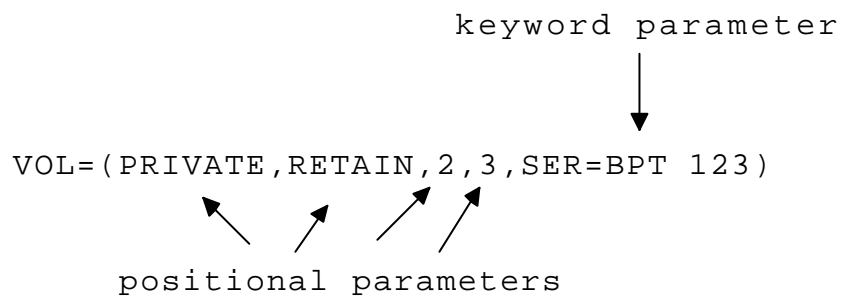 keyword parameter
VOL=(PRIVATE,RETAIN,2,3,SER=BPT 123)
positional parameters